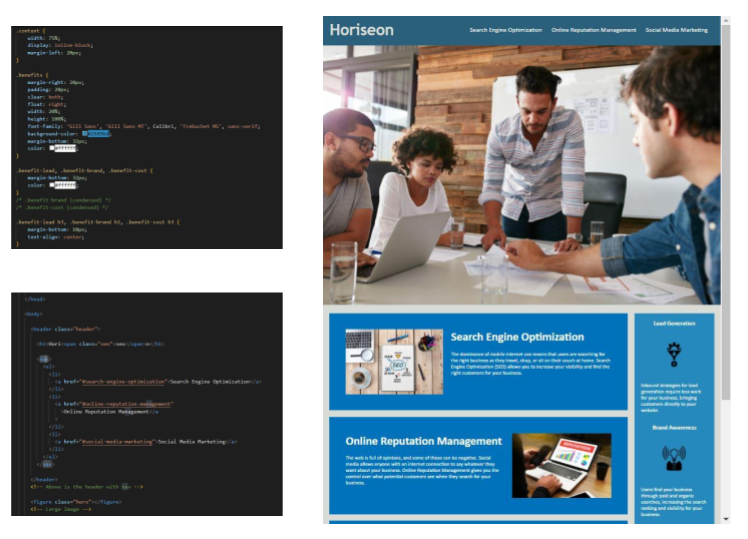 .content {
width: 75%;
display: inline-block;
margin-left: 20px;
}
.benefits {
margin-right: 20px;
padding: 20px;
clear: both;
float: right;
width: 20%;
height: 100%;
font-family: 'Gill Sans', 'Gill Sans MT', Calibri, 'Trebuchet MS', sans-serif;
background-color:
margin-bottom: 32px;
color: #ffffff;
}
.benefit-lead, .benefit-brand, .benefit-cost {
margin-bottom: 32px;
color: #ffffff;
}
/* .benefit-brand (condensed) */
/* .benefit-cost (condensed) */
.benefit-lead h3, .benefit-brand h3, .benefit-cost h3 {
margin-bottom: 10px;
text-align: center;
</head>
<body>
<header class="header">
<h1>Hori<span class="seo">seo</span>n</h1>
<nav>
<ul>
<li>
<a href="#search-engine-optimization">Search Engine Optimization</a>
</li>
<li>
<a href="#online-reputation-management"
>Online Reputation Management</a
>
</li>
<li>
<a href="#social-media-marketing">Social Media Marketing</a>
</li>
</ul>
</nav>
</header>
<!-- Above is the header with nav -->
<figure class="hero"></figure>
<!-- Large Image -->
Horiseon
Search Engine Optimization Online Reputation Management Social Media Marketing
SEO
Search Engine Optimization
The dominance of mobile internet use means that users are searching for
the right business as they travel, shop, or sit on their couch at home. Search
Engine Optimization (SEO) allows you to increase your visibility and find the
right customers for your business.
Online Reputation Management
The web is full of opinions, and some of these can be negative. Social
media allows anyone with an internet connection to say whatever they
want about your business. Online Reputation Management gives you the
control over what potential customers see when they search for your
business.
Lead Generation
Inbound strategies for lead
generation require less work
for your business, bringing
customers directly to your
website.
Brand Awareness
Users find your business
through paid and organic
searches, increasing the search
ranking and visibility for your
business.